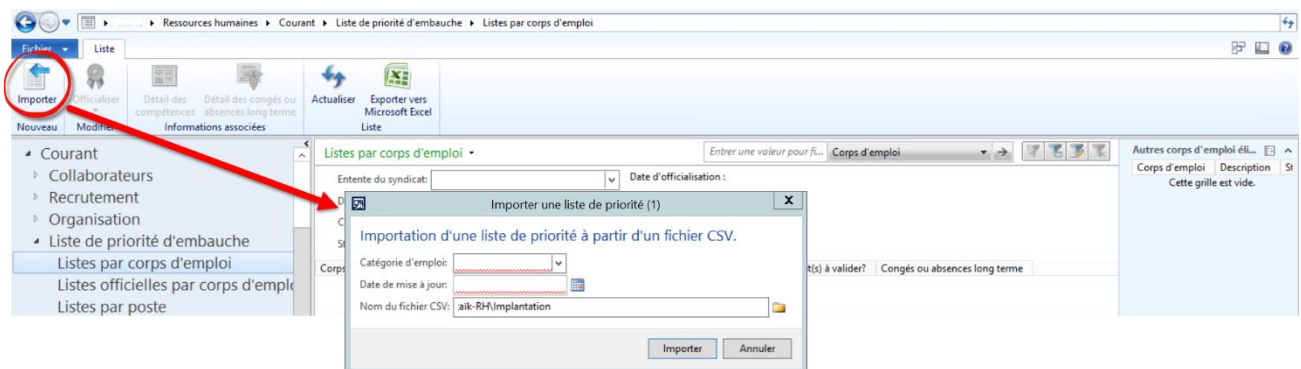 Ressources humaines ▸ Courant ▸ Liste de priorité d'embauche ▸ Listes par corps d'emploi
Fichier Liste
Importer Officialiser Détail des compétences Détail des congés ou absences long terme Actualiser Exporter vers Microsoft Excel
Nouveau Modifier Informations associées Liste
Courant
Collaborateurs
Recrutement
Organisation
Liste de priorité d'embauche
Listes par corps d'emploi
Listes officielles par corps d'emplo
Listes par poste
Listes par corps d'emploi Entrer une valeur pour fi... Corps d'emploi
Entente du syndicat: Date d'officialisation :
Importer une liste de priorité (1)
Importation d'une liste de priorité à partir d'un fichier CSV.
Catégorie d'emploi:
Date de mise à jour:
Nom du fichier CSV: aïk-RH\Implantation
Importer Annuler
Corps t(s) à valider? Congés ou absences long terme
Autres corps d'emploi éli...
Corps d'emploi Description St
Cette grille est vide.